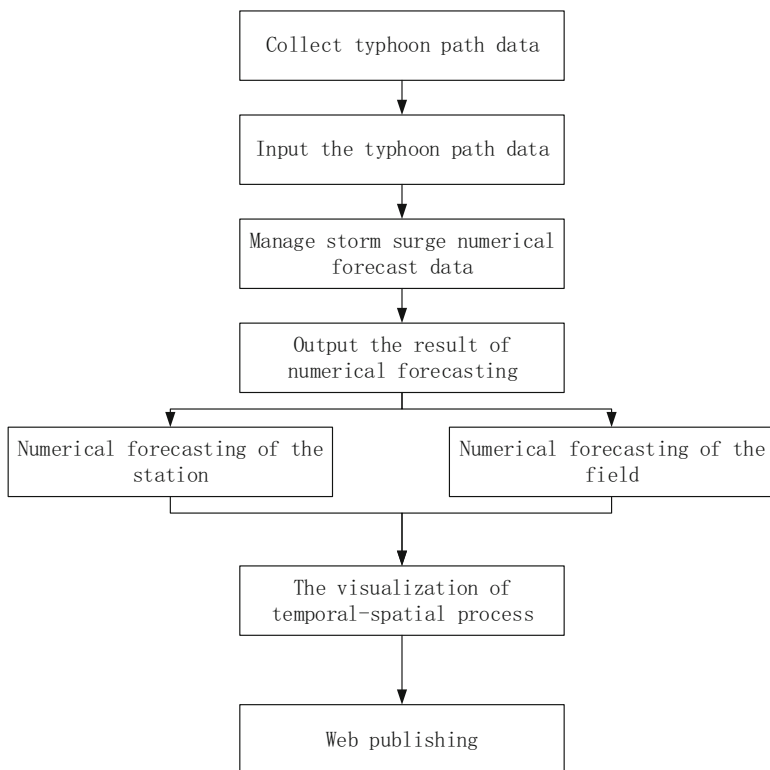 Collect typhoon path data
Input the typhoon path data
Manage storm surge numerical
forecast data
Output the result of
numerical forecasting
Numerical forecasting of the
station
Numerical forecasting of the
field
The visualization of
temporal-spatial process
Web publishing